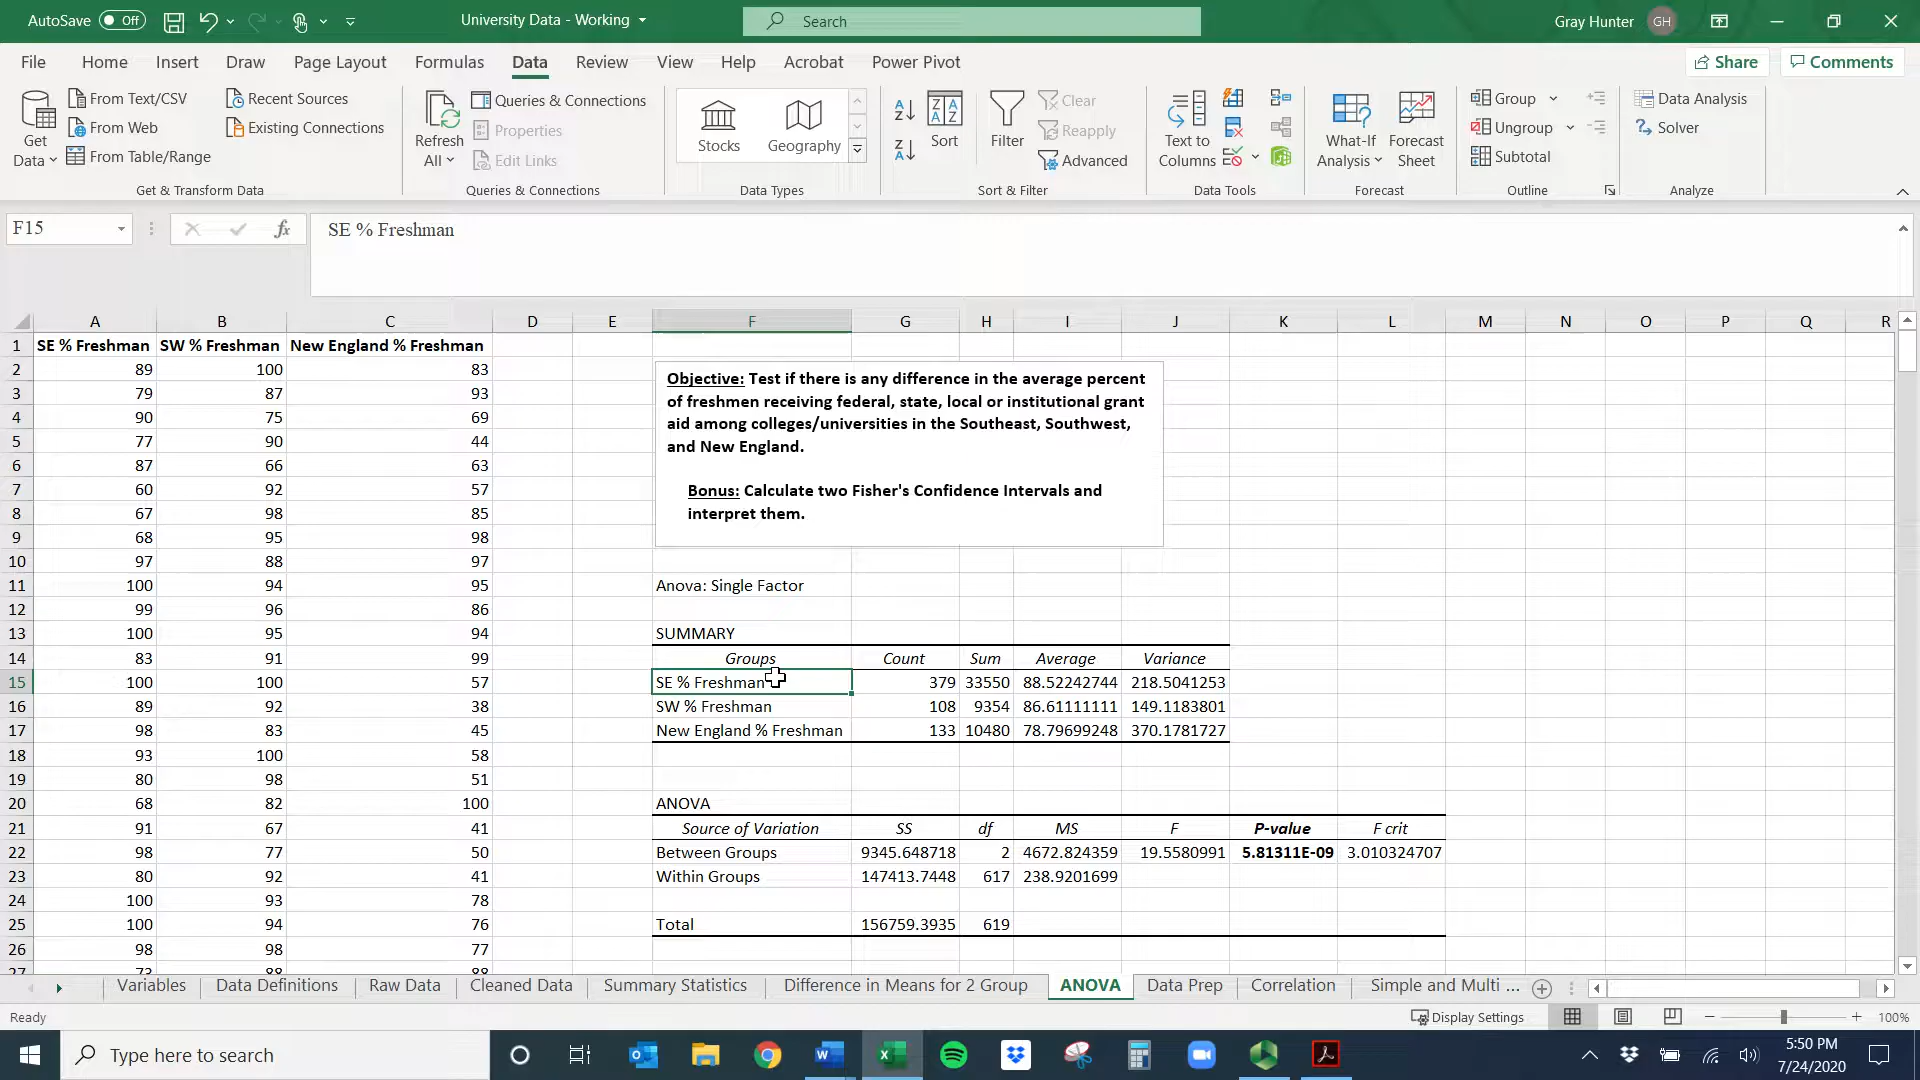 AutoSave Off University Data - Working Search Gray Hunter GH
File Home Insert Draw Page Layout Formulas Data Review View Help Acrobat Power Pivot Share Comments
Get Data
From Text/CSV
From Web
From Table/Range
Recent Sources
Existing Connections
Get & Transform Data
Refresh All
Queries & Connections
Properties
Edit Links
Queries & Connections
Stocks Geography
Data Types
Sort
Filter
Clear
Reapply
Advanced
Sort & Filter
Text to Columns
Data Tools
What-If Analysis
Forecast Sheet
Forecast
Group
Ungroup
Subtotal
Outline
Data Analysis
Solver
Analyze
F15 fx SE % Freshman
A B C D E F G H I J K L M N O P Q R
1 SE % Freshman SW % Freshman New England % Freshman
2 89 100 83
3 79 87 93
4 90 75 69
5 77 90 44
6 87 66 63
7 60 92 57
8 67 98 85
9 68 95 98
10 97 88 97
11 100 94 95
12 99 96 86
13 100 95 94
14 83 91 99
15 100 100 57
16 89 92 38
17 98 83 45
18 93 100 58
19 80 98 51
20 68 82 100
21 91 67 41
22 98 77 50
23 80 92 41
24 100 93 78
25 100 94 76
26 98 98 77
27 73 88 88
Objective: Test if there is any difference in the average percent
of freshmen receiving federal, state, local or institutional grant
aid among colleges/universities in the Southeast, Southwest,
and New England.
Bonus: Calculate two Fisher's Confidence Intervals and
interpret them.
Anova: Single Factor
SUMMARY
Groups Count Sum Average Variance
SE % Freshman 379 33550 88.52242744 218.5041253
SW % Freshman 108 9354 86.61111111 149.1183801
New England % Freshman 133 10480 78.79699248 370.1781727
ANOVA
Source of Variation SS df MS F P-value F crit
Between Groups 9345.648718 2 4672.824359 19.5580991 5.81311E-09 3.010324707
Within Groups 147413.7448 617 238.9201699
Total 156759.3935 619
Variables Data Definitions Raw Data Cleaned Data Summary Statistics Difference in Means for 2 Group ANOVA Data Prep Correlation Simple and Multi ...
Ready Display Settings 100%
Type here to search
5:50 PM
7/24/2020